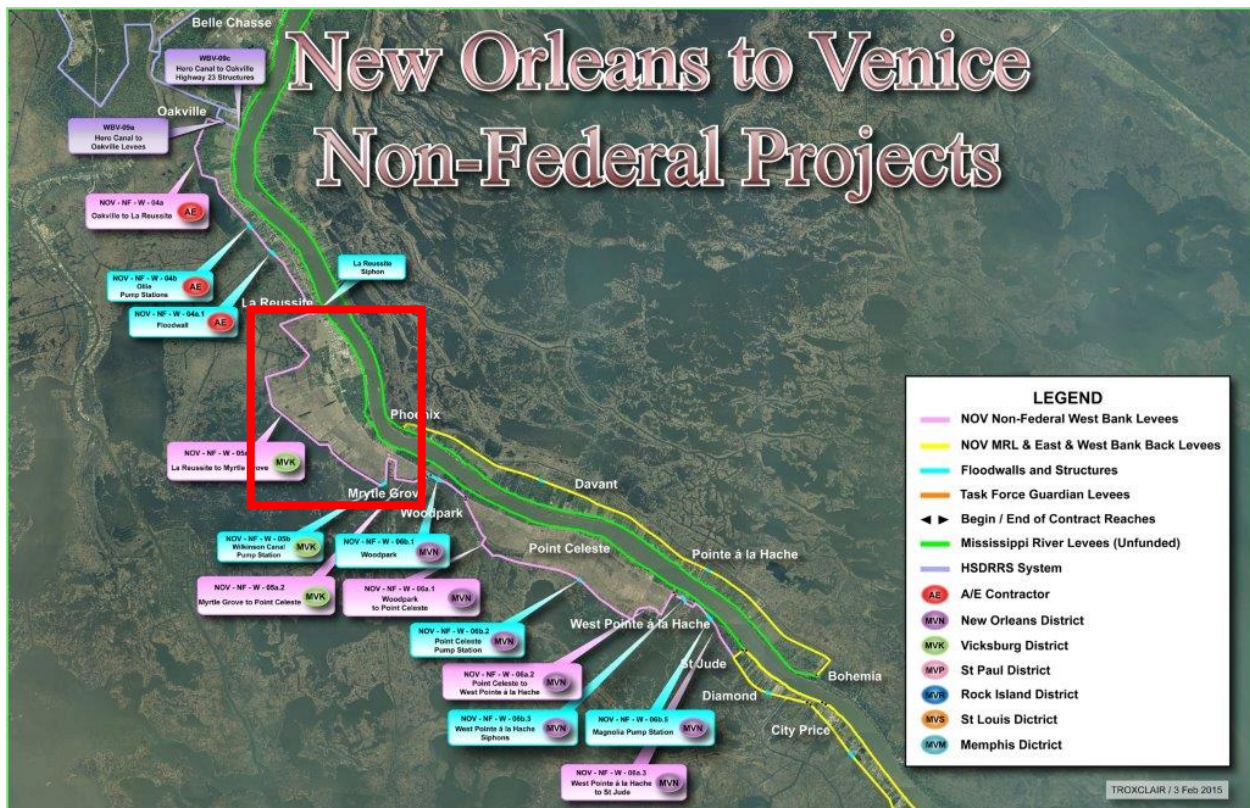 New Orleans to Venice
Non-Federal Projects
Belle Chasse
WBV-09c
Hero Canal to Oakville
Highway 23 Structures
Oakville
WBV-09a
Hero Canal to
Oakville Levees
NOV - NF - W - 04a
Oakville to La Reussite
AE
NOV - NF - W - 04b
Ollie
Pump Stations
AE
NOV - NF - W - 04a.1
Floodwall
AE
La Reussite
Siphon
La Reussite
Phoenix
NOV - NF - W - 05a
La Reussite to Myrtle Grove
MVK
Mrytle Grove
Woodpark
Davant
Point Celeste
Pointe á la Hache
NOV - NF - W - 05b
Wilkinson Canal
Pump Station
MVK
NOV - NF - W - 06b.1
Woodpark
MVN
NOV - NF - W - 05a.2
Myrtle Grove to Point Celeste
MVK
NOV - NF - W - 06a.1
Woodpark
to Point Celeste
MVN
NOV - NF - W - 06b.2
Point Celeste
Pump Station
MVN
West Pointe á la Hache
NOV - NF - W - 06a.2
Point Celeste to
West Pointe á la Hache
MVN
St Jude
Bohemia
Diamond
City Price
NOV - NF - W - 06b.3
West Pointe á la Hache
Siphons
MVN
NOV - NF - W - 06b.5
Magnolia Pump Station
MVN
NOV - NF - W - 06a.3
West Pointe á la Hache
to St Jude
MVN
LEGEND
NOV Non-Federal West Bank Levees
NOV MRL & East & West Bank Back Levees
Floodwalls and Structures
Task Force Guardian Levees
Begin / End of Contract Reaches
Mississippi River Levees (Unfunded)
HSDRRS System
AE A/E Contractor
MVN New Orleans District
MVK Vicksburg District
MVP St Paul District
MVR Rock Island District
MVS St Louis Dictrict
MVM Memphis Dictrict
TROXCLAIR / 3 Feb 2015